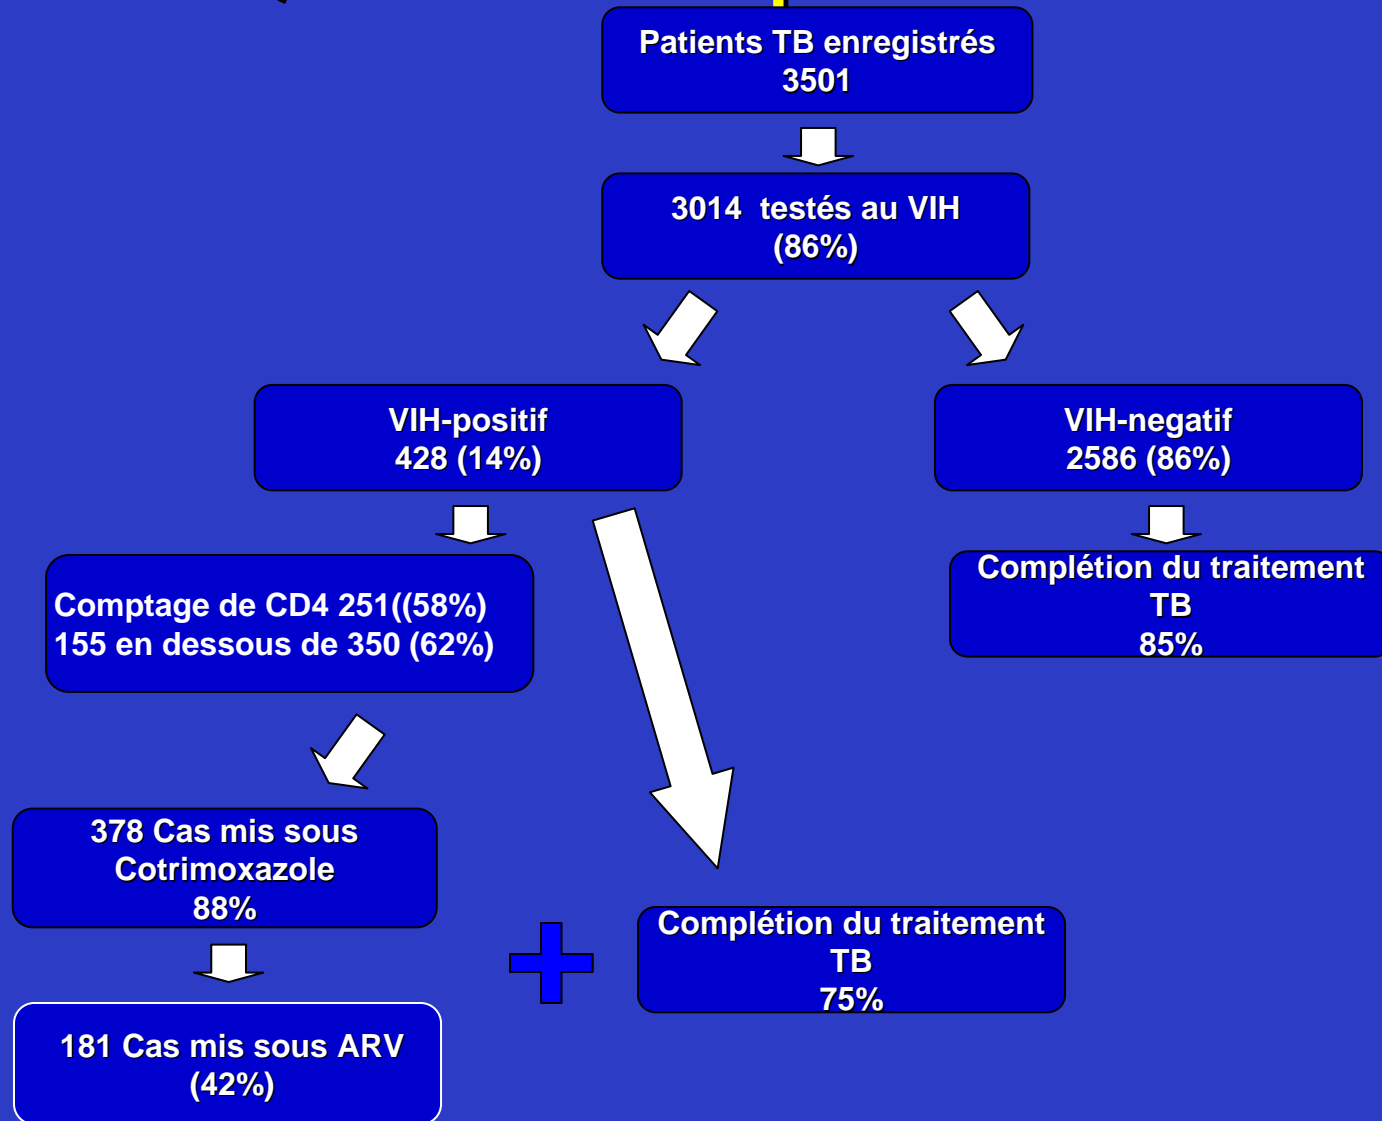 Patients TB enregistrés
3501
3014 testés au VIH
(86%)
VIH-positif
428 (14%)
VIH-negatif
2586 (86%)
Comptage de CD4 251((58%)
155 en dessous de 350 (62%)
Complétion du traitement
TB
85%
378 Cas mis sous
Cotrimoxazole
88%
Complétion du traitement
TB
75%
181 Cas mis sous ARV
(42%)